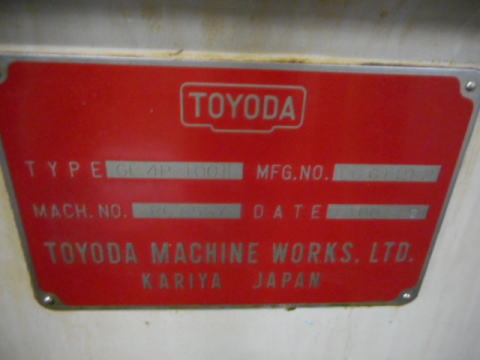 TOYODA
TYPE GL4P-100II MFG.NO.
MACH. NO. DATE
TOYODA MACHINE WORKS, LTD.
KARIYA JAPAN